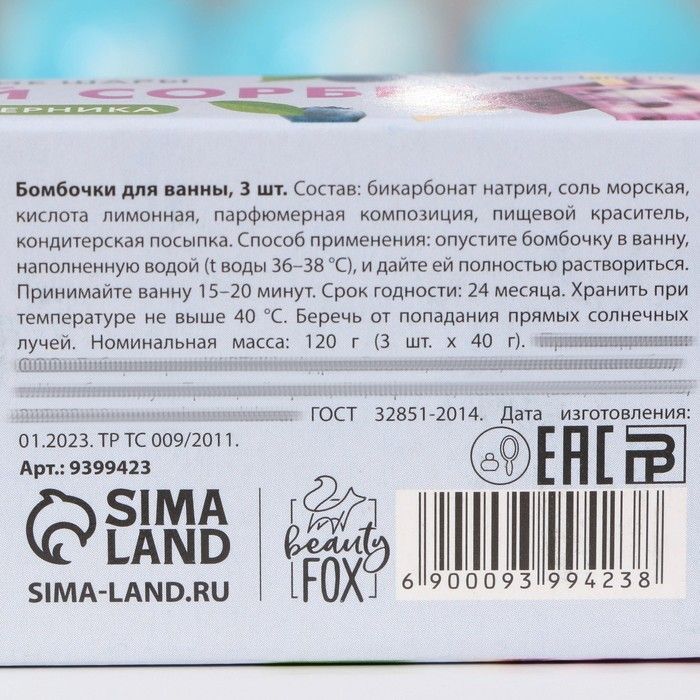 СОРБ
ЕРНИКА
Бомбочки для ванны, 3 шт. Состав: бикарбонат натрия, соль морская,
кислота лимонная, парфюмерная композиция, пищевой краситель,
кондитерская посыпка. Способ применения: опустите бомбочку в ванну,
наполненную водой (t воды 36–38 °C), и дайте ей полностью раствориться.
Принимайте ванну 15–20 минут. Срок годности: 24 месяца. Хранить при
температуре не выше 40 °C. Беречь от попадания прямых солнечных
лучей. Номинальная масса: 120 г (3 шт. х 40 г).
ГОСТ 32851-2014. Дата изготовления:
01.2023. ТР ТС 009/2011.
Арт.: 9399423
EAC
SIMA
LAND
SIMA-LAND.RU
beauty
FOX
6 900093 994238